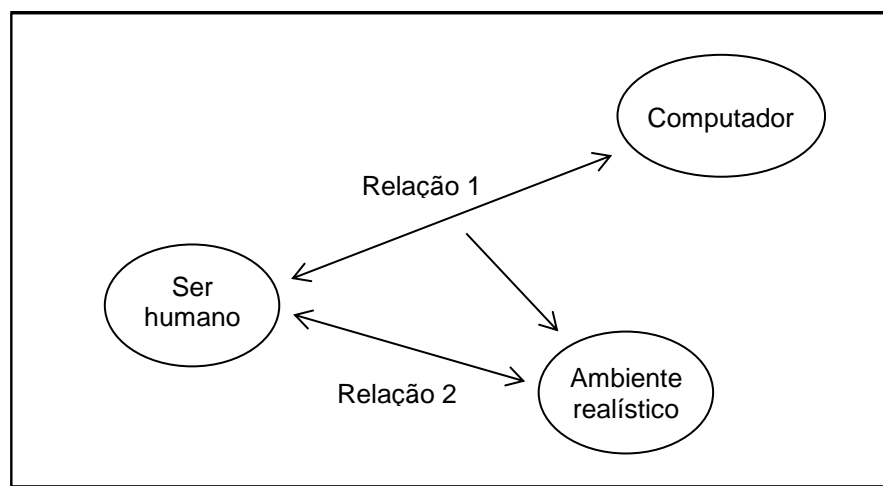 Computador
Relação 1
Ser
humano
Relação 2
Ambiente
realístico